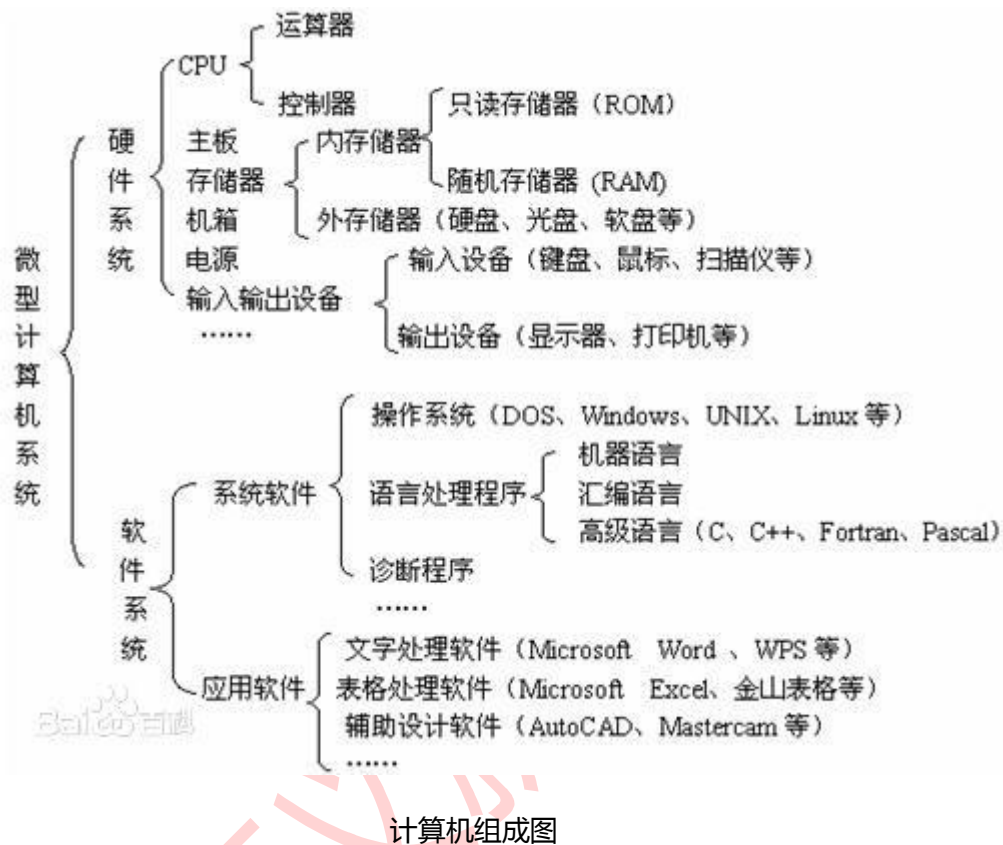 微型计算机系统
硬件系统
CPU
运算器
控制器
主板
存储器
内存储器
只读存储器（ROM）
随机存储器 (RAM)
外存储器（硬盘、光盘、软盘等）
机箱
电源
输入输出设备
输入设备（键盘、鼠标、扫描仪等）
输出设备（显示器、打印机等）
……
软件系统
系统软件
操作系统（DOS、Windows、UNIX、Linux 等）
语言处理程序
机器语言
汇编语言
高级语言（C、C++、Fortran、Pascal）
诊断程序
……
应用软件
文字处理软件（Microsoft Word 、WPS 等）
表格处理软件（Microsoft Excel、金山表格等）
辅助设计软件（AutoCAD、Mastercam 等）
……
Bai百科
计算机组成图